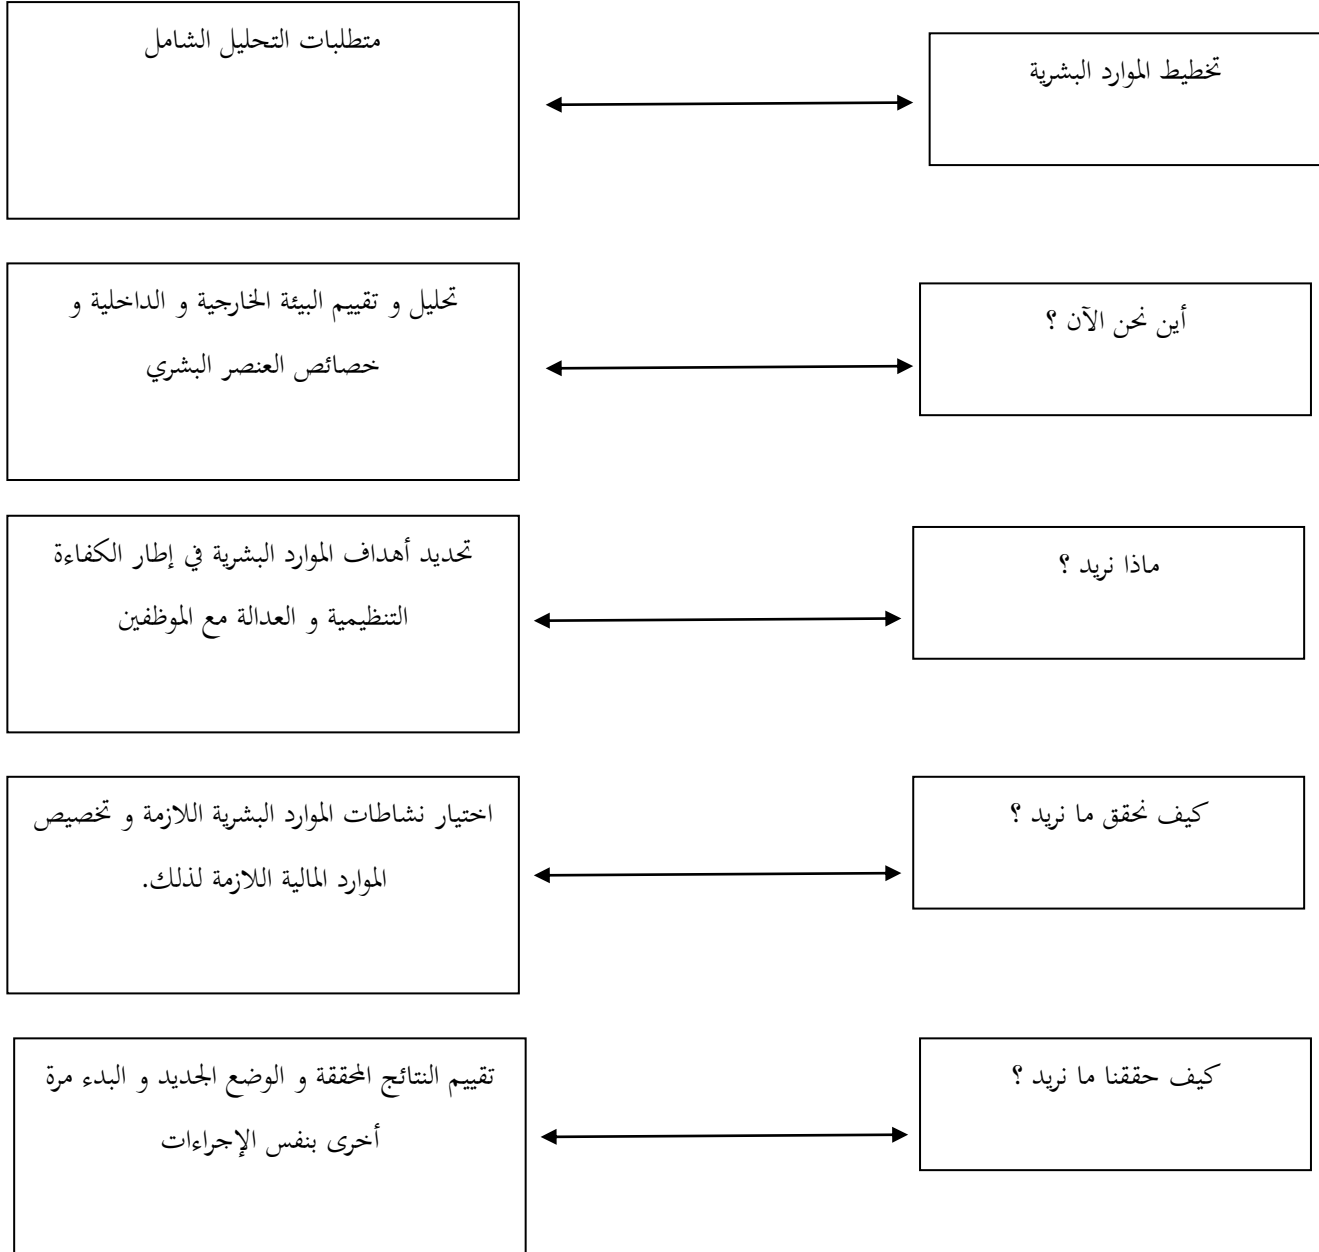 تخطيط الموارد البشرية
متطلبات التحليل الشامل
أين نحن الآن ؟
تحليل و تقييم البيئة الخارجية و الداخلية و
خصائص العنصر البشري
ماذا نريد ؟
تحديد أهداف الموارد البشرية في إطار الكفاءة
التنظيمية و العدالة مع الموظفين
كيف نحقق ما نريد ؟
اختيار نشاطات الموارد البشرية اللازمة و تخصيص
الموارد المالية اللازمة لذلك.
كيف حققنا ما نريد ؟
تقييم النتائج المحققة و الوضع الجديد و البدء مرة
أخرى بنفس الإجراءات